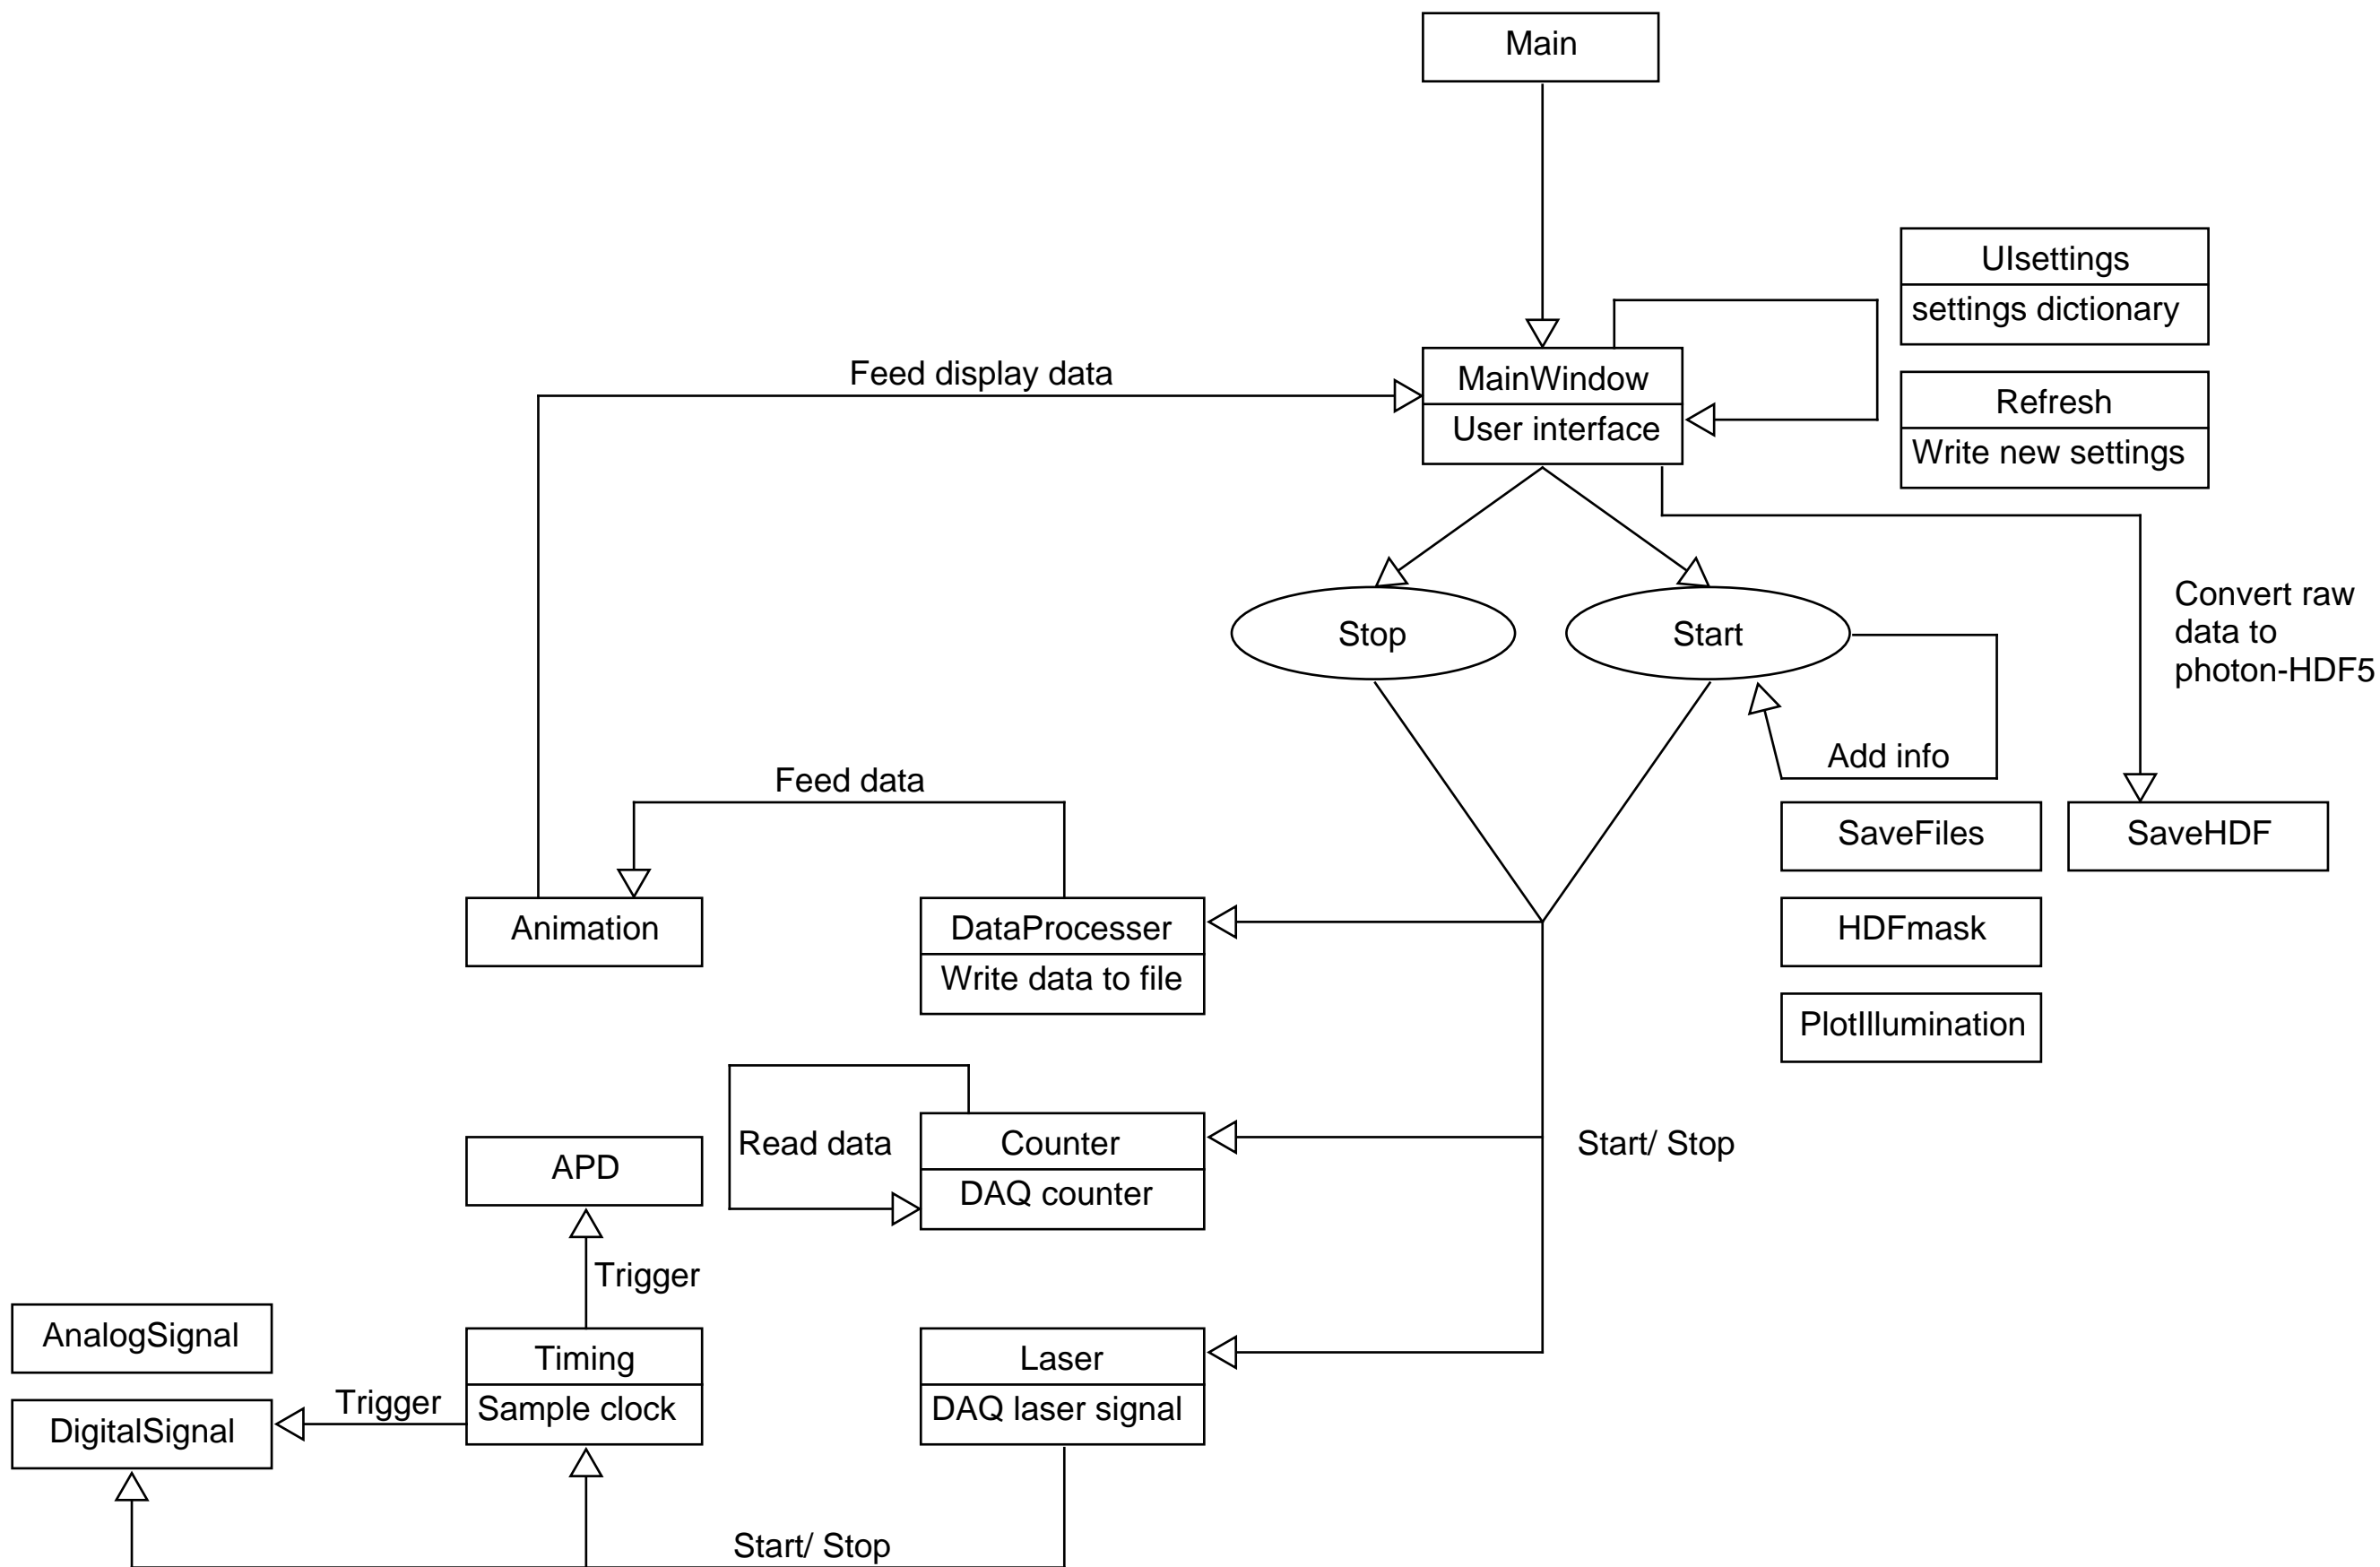 Main
UIsettings
settings dictionary
Feed display data
MainWindow
User interface
Refresh
Write new settings
Stop
Start
Convert raw
data to
photon-HDF5
Add info
Feed data
SaveFiles
SaveHDF
Animation
DataProcesser
Write data to file
HDFmask
PlotIllumination
Read data
Counter
DAQ counter
Start/ Stop
APD
Trigger
AnalogSignal
Timing
Sample clock
Laser
DAQ laser signal
Trigger
DigitalSignal
Start/ Stop